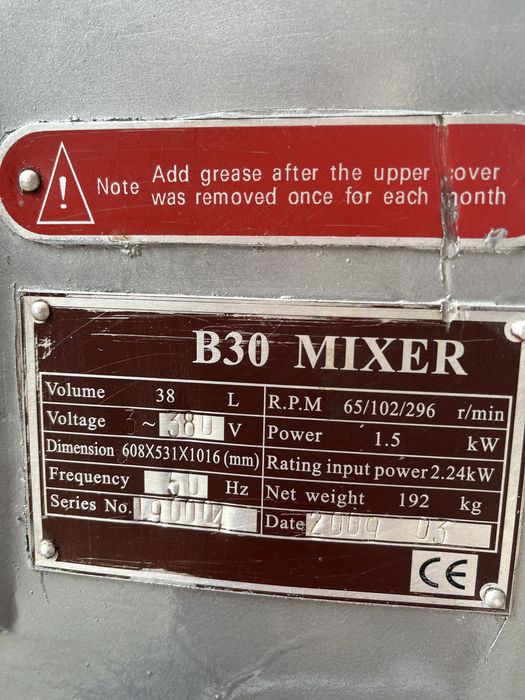 Note Add grease after the upper cover
was removed once for each month
B30 MIXER
Volume 38 L
Voltage 3~380 V
Dimension 608X531X1016 (mm)
Frequency 50 Hz
Series No.
R.P.M 65/102/296 r/min
Power 1.5 kW
Rating input power 2.24kW
Net weight 192 kg
Date 2009 03
CE